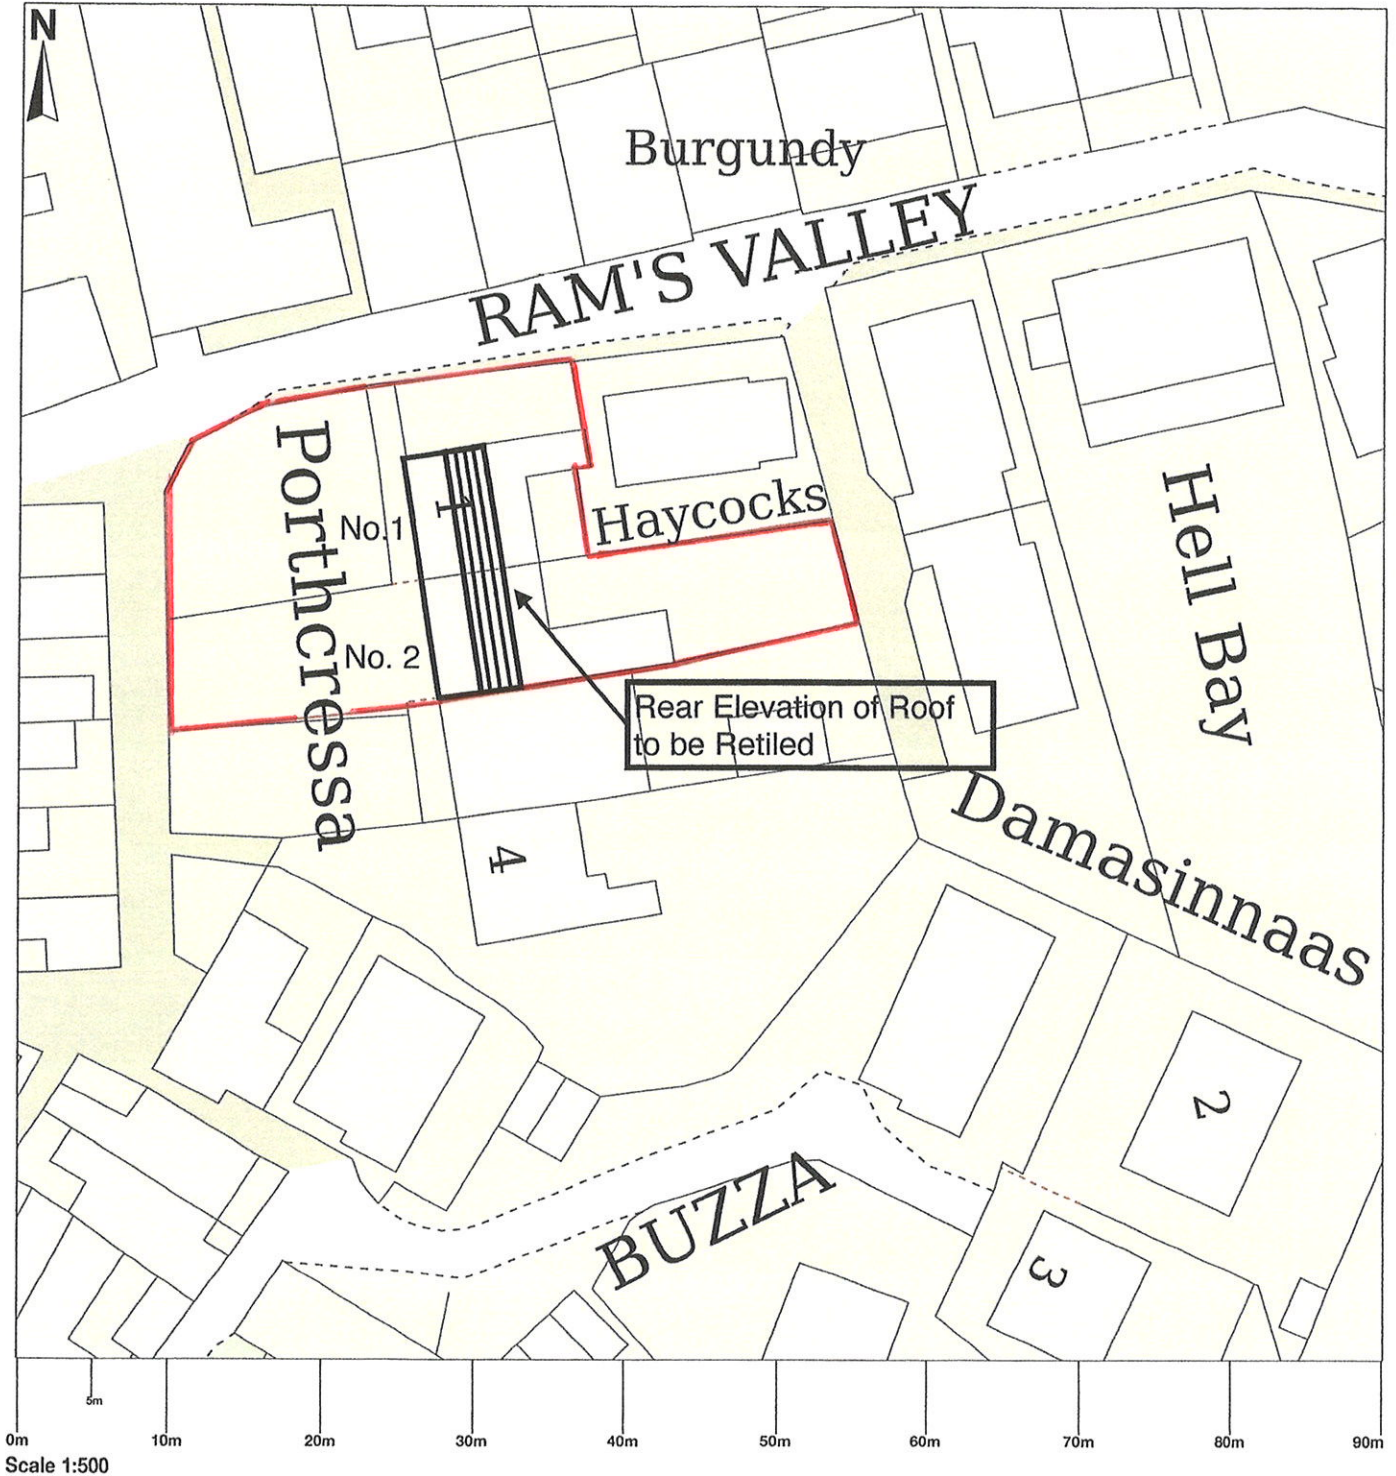 N
Burgundy
RAM'S VALLEY
Porthcressa
No.1
1
Haycocks
Hell Bay
No. 2
Rear Elevation of Roof
to be Retiled
Damasinnaas
4
2
BUZZA
3
5m
0m 10m 20m 30m 40m 50m 60m 70m 80m 90m
Scale 1:500